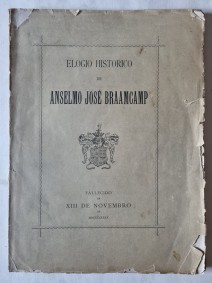 ELOGIO HISTORICO
DE
ANSELMO JOSÉ BRAAMCAMP
FALLECIDO
A
XIII DE NOVEMBRO